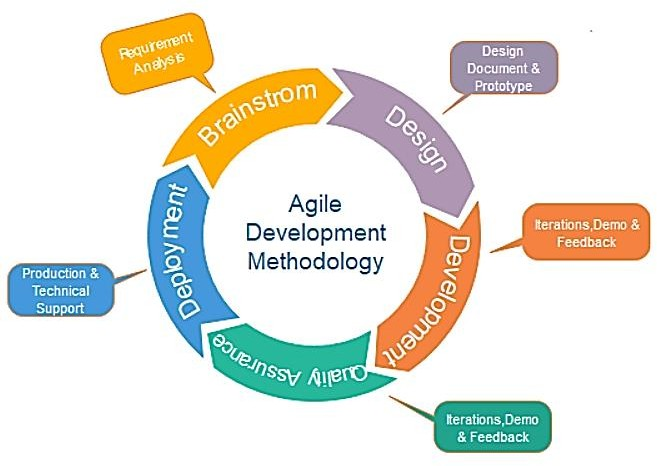 Requirement
Analysis
Brainstrom
Design
Document &
Prototype
Design
Iterations,Demo &
Feedback
Development
Iterations,Demo
& Feedback
Quality Assurance
Production &
Technical
Support
Deployment
Agile
Development
Methodology